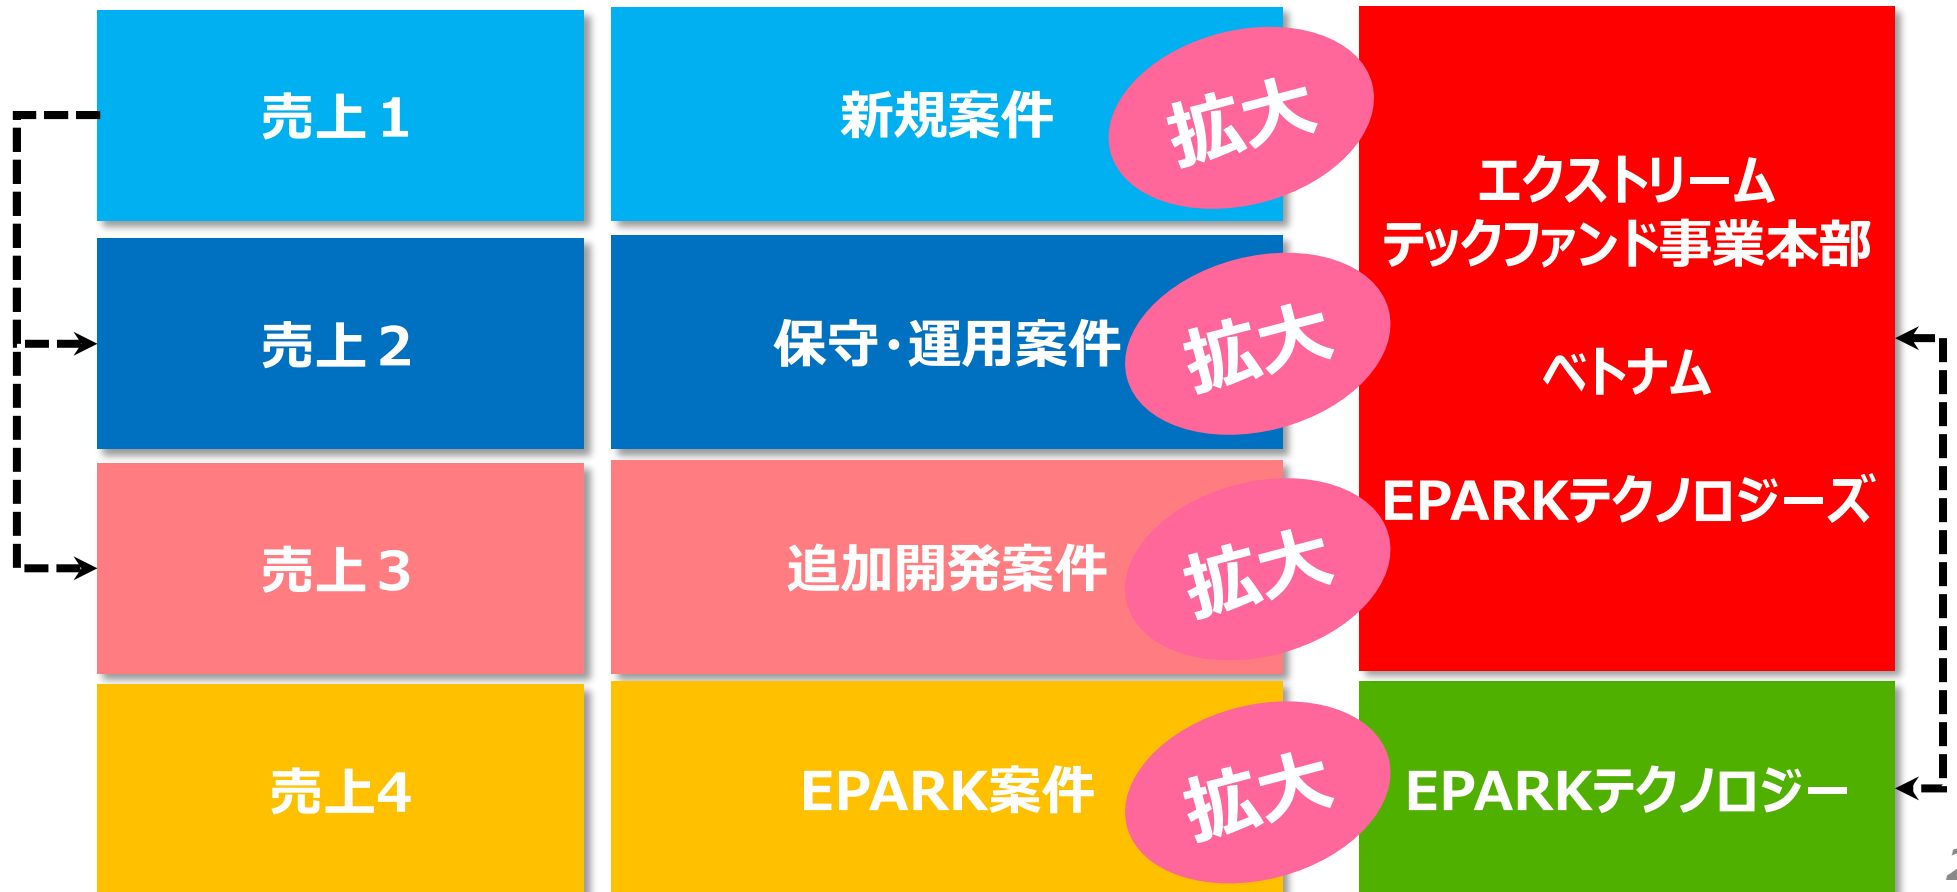 売上１
新規案件
拡大
エクストリーム
テックファンド事業本部
ベトナム
EPARKテクノロジーズ
売上２
保守・運用案件
拡大
売上３
追加開発案件
拡大
売上4
EPARK案件
拡大
EPARKテクノロジー